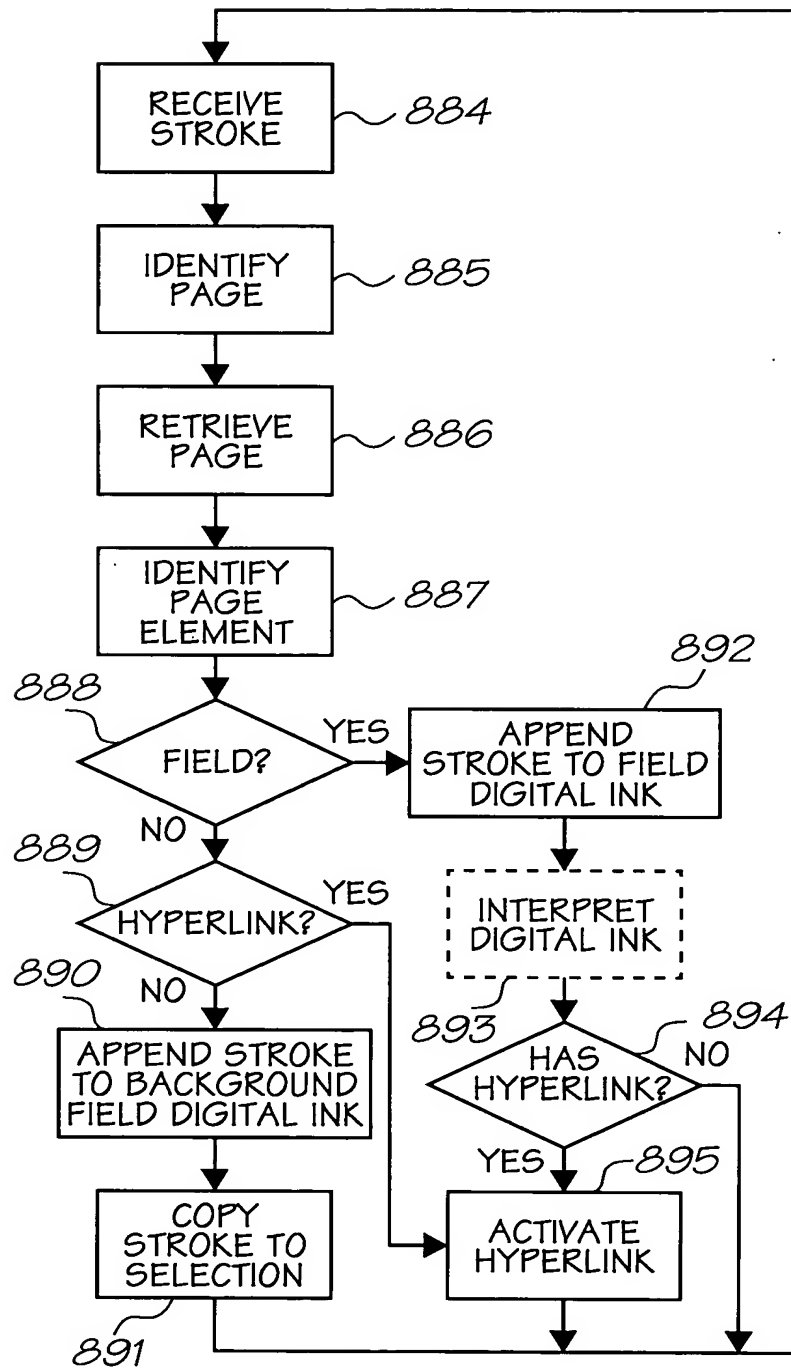 RECEIVE
STROKE
884
IDENTIFY
PAGE
885
RETRIEVE
PAGE
886
IDENTIFY
PAGE
ELEMENT
887
888
FIELD?
YES
NO
892
APPEND
STROKE TO FIELD
DIGITAL INK
889
HYPERLINK?
YES
NO
INTERPRET
DIGITAL INK
893
890
APPEND STROKE
TO BACKGROUND
FIELD DIGITAL INK
894
HAS
HYPERLINK?
NO
YES
895
COPY
STROKE TO
SELECTION
891
ACTIVATE
HYPERLINK